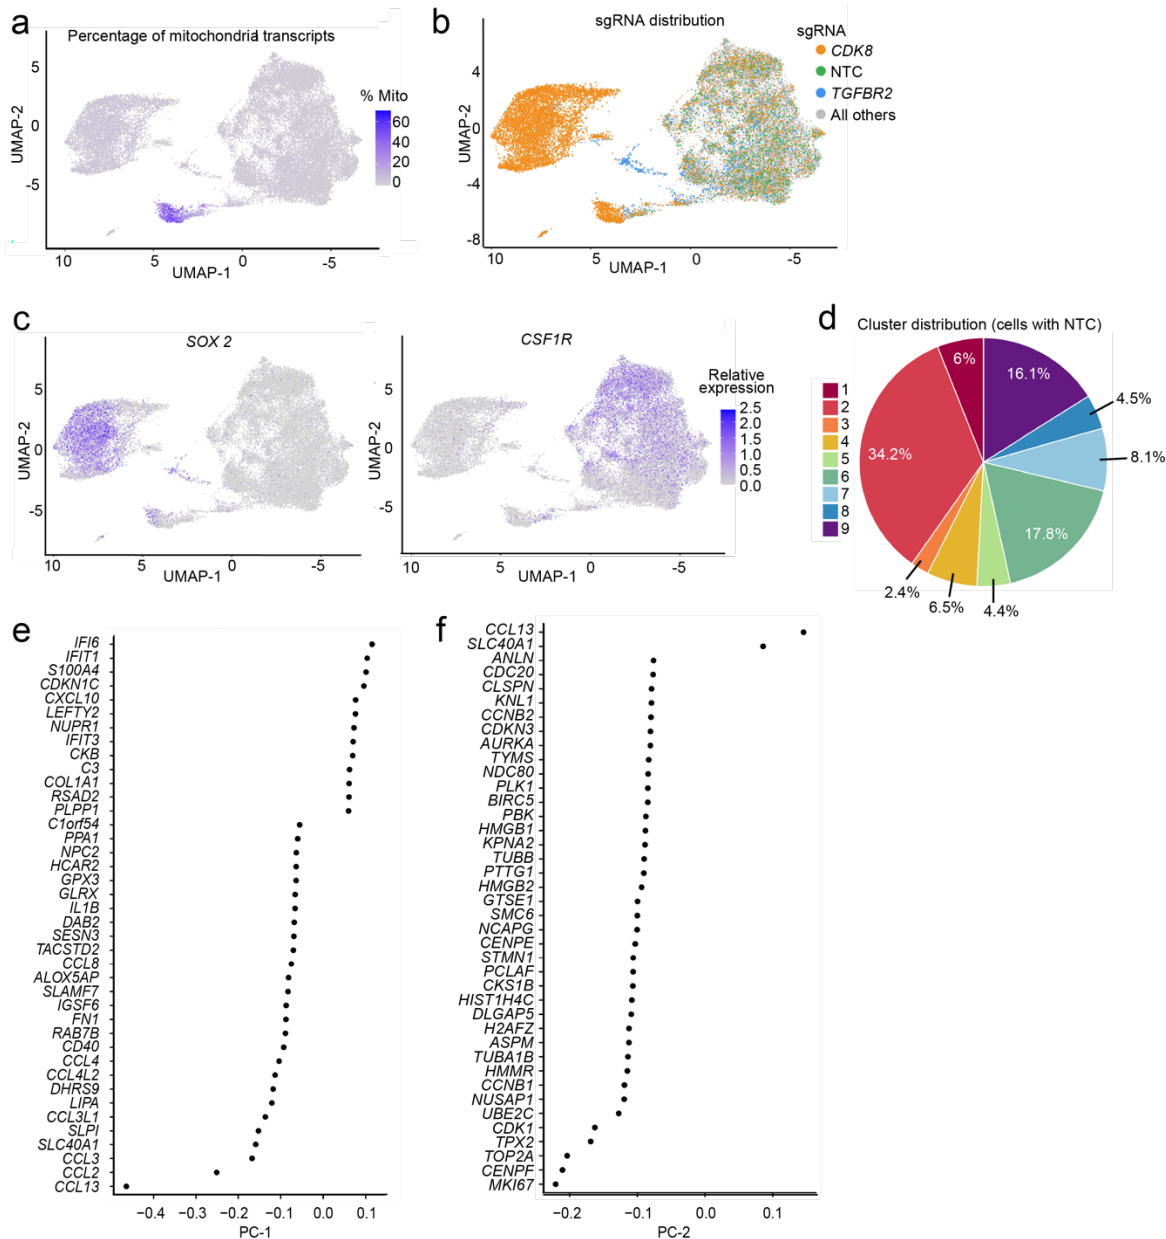 a
Percentage of mitochondria transcripts
% Mito
60
40
20
0
5
0
-5
10
5
0
-5
UMAP-1
UMAP-2
b
sgRNA distribution
sgRNA
CDK8
NTC
TGFBR2
All others
4
0
-4
-8
10
5
0
-5
UMAP-1
UMAP-2
c
SOX 2
5
0
-5
10
5
0
-5
UMAP-1
UMAP-2
CSF1R
Relative
expression
2.5
2.0
1.5
1.0
0.5
0.0
5
0
-5
10
5
0
-5
UMAP-1
UMAP-2
d
Cluster distribution (cells with NTC)
1
2
3
4
5
6
7
8
9
6%
16.1%
4.5%
8.1%
17.8%
4.4%
6.5%
2.4%
34.2%
e
IFI6
IFIT1
S100A4
CDKN1C
CXCL10
LEFTY2
NUPR1
IFIT3
CKB
C3
COL1A1
RSAD2
PLPP1
C1orf54
PPA1
NPC2
HCAR2
GPX3
GLRX
IL1B
DAB2
SESN3
TACSTD2
CCL8
ALOX5AP
SLAMF7
IGSF6
FN1
RAB7B
CD40
CCL4
CCL4L2
DHRS9
LIPA
CCL3L1
SLPI
SLC40A1
CCL3
CCL2
CCL13
−0.4 −0.3 −0.2 −0.1 0.0 0.1
PC-1
f
CCL13
SLC40A1
ANLN
CDC20
CLSPN
KNL1
CCNB2
CDKN3
AURKA
TYMS
NDC80
PLK1
BIRC5
PBK
HMGB1
KPNA2
TUBB
PTTG1
HMGB2
GTSE1
SMC6
NCAPG
CENPE
STMN1
PCLAF
CKS1B
HIST1H4C
DLGAP5
H2AFZ
ASPM
TUBA1B
HMMR
CCNB1
NUSAP1
UBE2C
CDK1
TPX2
TOP2A
CENPF
MKI67
−0.2 −0.1 0.0 0.1
PC-2